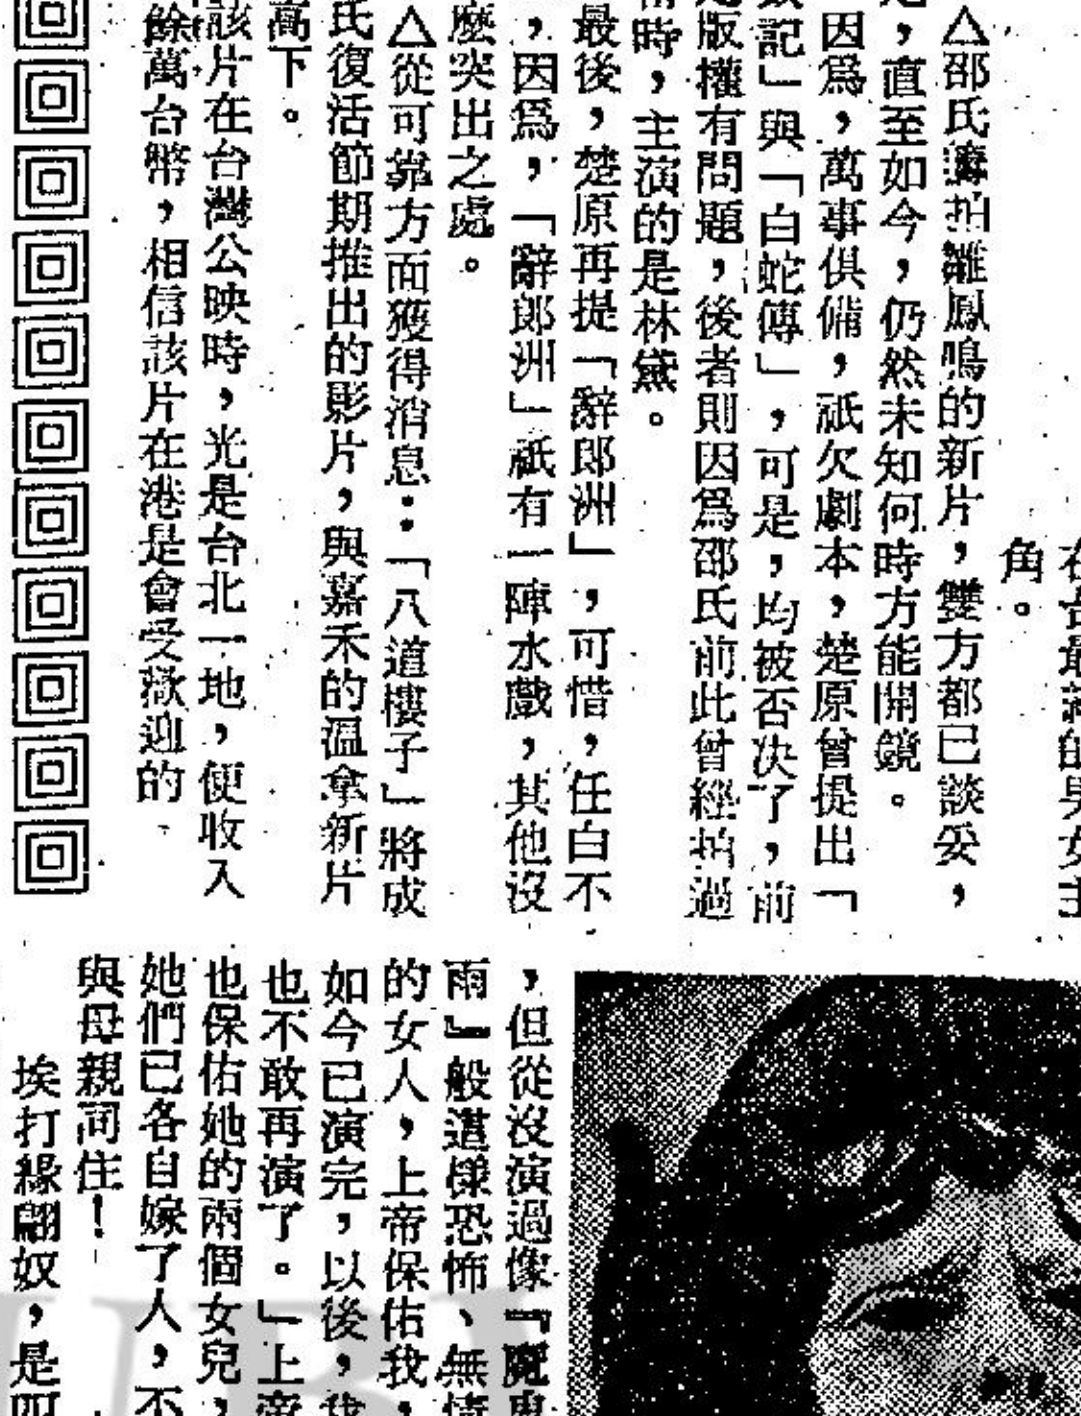 在台最
角。
△邵氏籌拍雛鳳鳴的新片，雙方都已談妥，
，直至如今，仍然未知何時方能開鏡。
因爲，萬事俱備，祇欠劇本，楚原曾提出「
記」與「白蛇傳」，可是，均被否决了，前
版權有問題，後者則因爲邵氏前此曾經拍過
時，主演的是林黛。
最後，楚原再提「辭郎洲」，可惜，任白不
，因爲，「辭郎洲」祇有一陣水戲，其他沒
麼突出之處。
△從可靠方面獲得消息：「八道樓子」將成
氏復活節期推出的影片，與嘉禾的溫拿新片
高下。
該片在台灣公映時，光是台北一地，便收入
餘萬台幣，相信該片在港是會受歡迎的
，但從沒演過像『魔鬼
雨』般這樣恐怖、無情
的女人，上帝保佑我，
如今已演完，以後，我
也不敢再演了。」上帝
也保佑她的兩個女兒，
她們已各自嫁了人，不
與母親同住！
埃打緣翩奴，是四